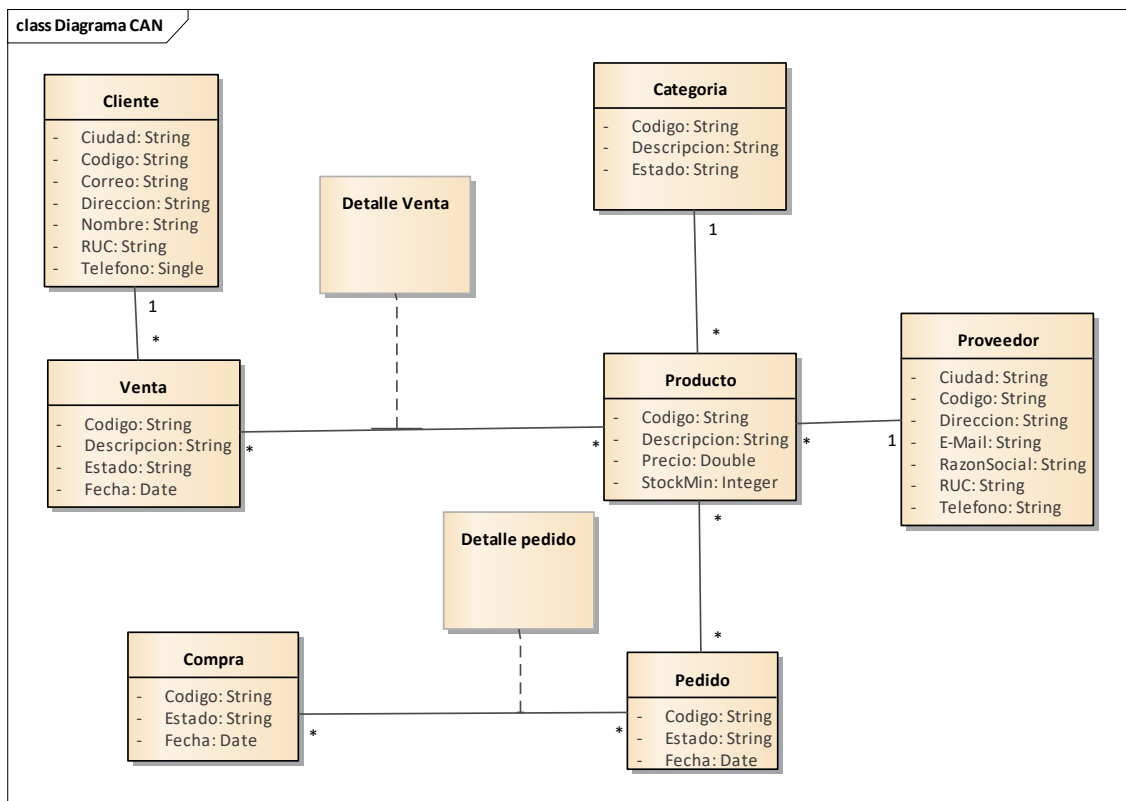 class Diagrama CAN
Cliente
- Ciudad: String
- Codigo: String
- Correo: String
- Direccion: String
- Nombre: String
- RUC: String
- Telefono: Single
Categoria
- Codigo: String
- Descripcion: String
- Estado: String
Detalle Venta
1
*
1
*
Venta
- Codigo: String
- Descripcion: String
- Estado: String
- Fecha: Date
*
*
Producto
- Codigo: String
- Descripcion: String
- Precio: Double
- StockMin: Integer
*
1
Proveedor
- Ciudad: String
- Codigo: String
- Direccion: String
- E-Mail: String
- RazonSocial: String
- RUC: String
- Telefono: String
Detalle pedido
*
*
Compra
- Codigo: String
- Estado: String
- Fecha: Date
*
*
Pedido
- Codigo: String
- Estado: String
- Fecha: Date